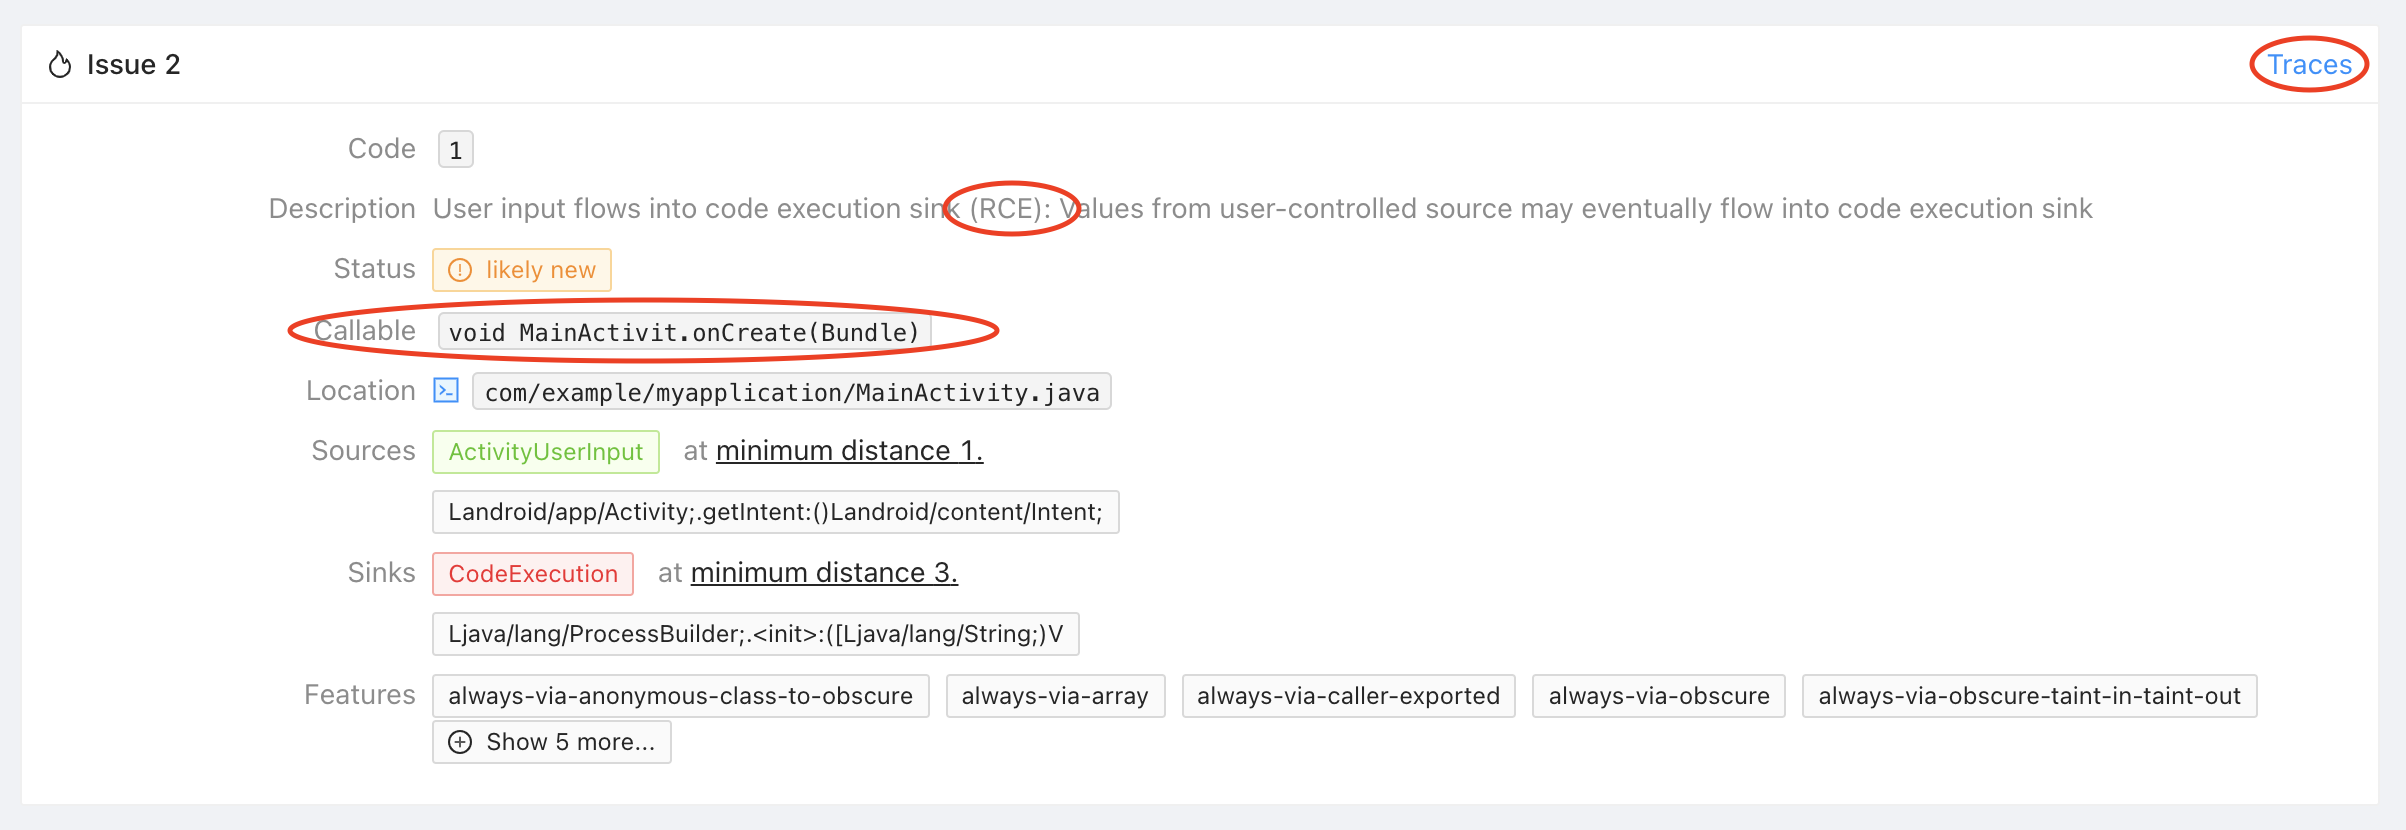 Issue 2
Traces
Code 1
Description User input flows into code execution sink (RCE): Values from user-controlled source may eventually flow into code execution sink
Status likely new
Callable void MainActivit.onCreate(Bundle)
Location com/example/myapplication/MainActivity.java
Sources ActivityUserInput at minimum distance 1.
Landroid/app/Activity;.getIntent:()Landroid/content/Intent;
Sinks CodeExecution at minimum distance 3.
Ljava/lang/ProcessBuilder;.<init>:([Ljava/lang/String;)V
Features always-via-anonymous-class-to-obscure always-via-array always-via-caller-exported always-via-obscure always-via-obscure-taint-in-taint-out
Show 5 more...